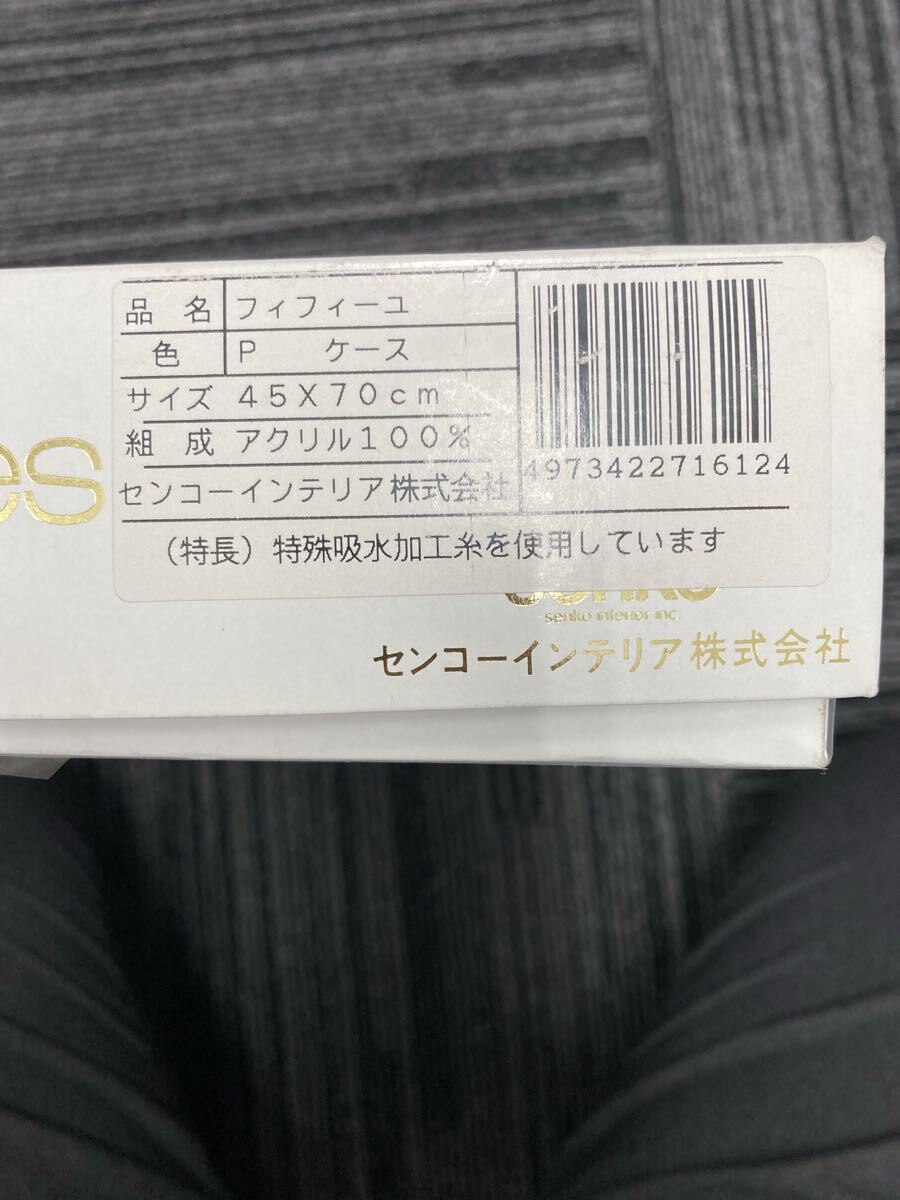 品 名 フィフィーユ
色 P ケース
サイズ 45X70cm
組 成 アクリル100%
センコーインテリア株式会社
4973422716124
(特長) 特殊吸水加工糸を使用しています
es
senko
senko interior inc.
センコーインテリア株式会社